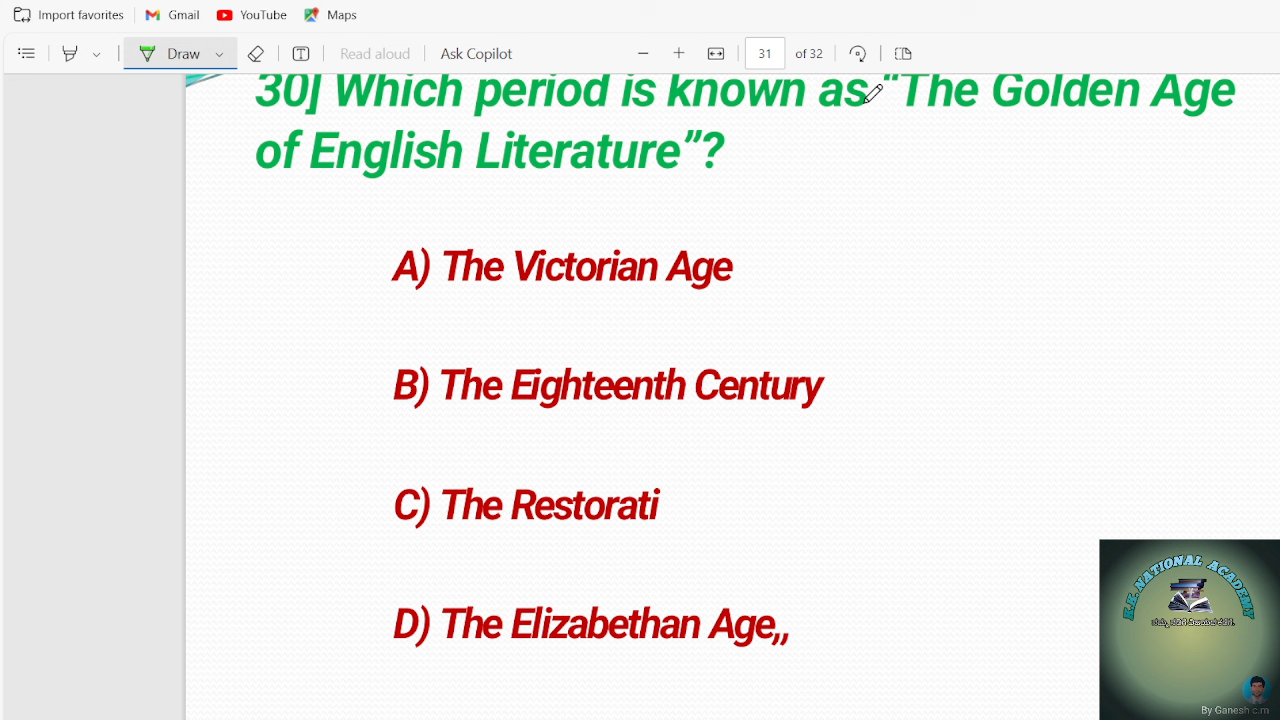 Import favorites Gmail YouTube Maps
Draw Read aloud Ask Copilot 31 of 32
30] Which period is known as “The Golden Age
of English Literature”?
A) The Victorian Age
B) The Eighteenth Century
C) The Restorati
D) The Elizabethan Age,,
NATIONAL ACADEMY
By Ganesh c.m